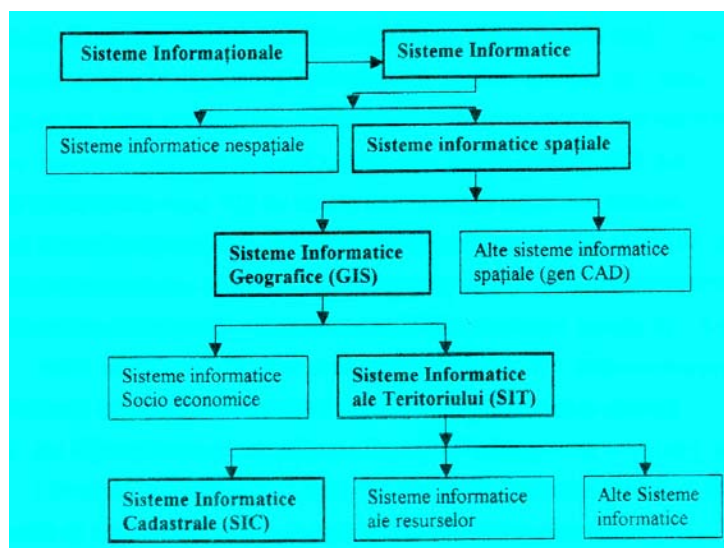 Sisteme Informaționale
Sisteme Informatice
Sisteme informatice nespațiale
Sisteme informatice spațiale
Sisteme Informatice
Geografice (GIS)
Alte sisteme informatice
spațiale (gen CAD)
Sisteme informatice
Socio economice
Sisteme Informatice
ale Teritoriului (SIT)
Sisteme Informatice
Cadastrale (SIC)
Sisteme informatice
ale resurselor
Alte Sisteme
informatice